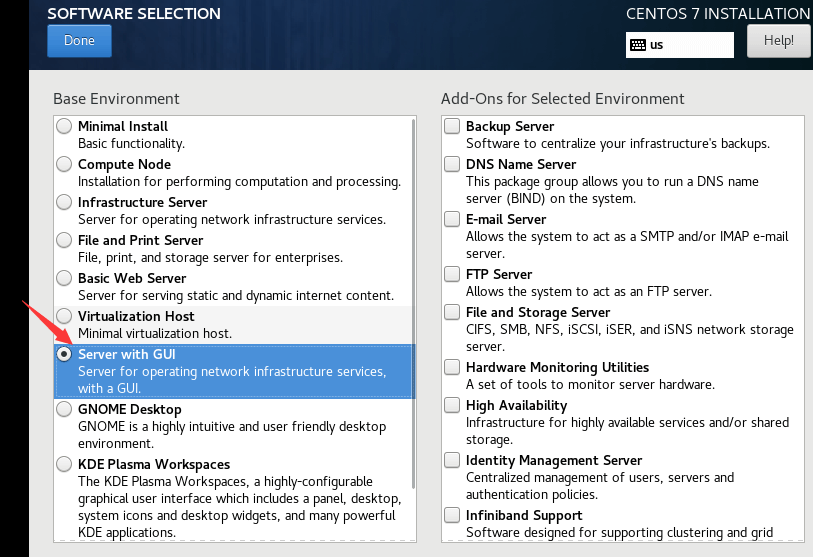 SOFTWARE SELECTION
CENTOS 7 INSTALLATION
Done
us
Help!
Base Environment
Minimal Install
Basic functionality.
Compute Node
Installation for performing computation and processing.
Infrastructure Server
Server for operating network infrastructure services.
File and Print Server
File, print, and storage server for enterprises.
Basic Web Server
Server for serving static and dynamic internet content.
Virtualization Host
Minimal virtualization host.
Server with GUI
Server for operating network infrastructure services,
with a GUI.
GNOME Desktop
GNOME is a highly intuitive and user friendly desktop
environment.
KDE Plasma Workspaces
The KDE Plasma Workspaces, a highly-configurable
graphical user interface which includes a panel, desktop,
system icons and desktop widgets, and many powerful
KDE applications.
Add-Ons for Selected Environment
Backup Server
Software to centralize your infrastructure's backups.
DNS Name Server
This package group allows you to run a DNS name
server (BIND) on the system.
E-mail Server
Allows the system to act as a SMTP and/or IMAP e-mail
server.
FTP Server
Allows the system to act as an FTP server.
File and Storage Server
CIFS, SMB, NFS, iSCSI, iSER, and iSNS network storage
server.
Hardware Monitoring Utilities
A set of tools to monitor server hardware.
High Availability
Infrastructure for highly available services and/or shared
storage.
Identity Management Server
Centralized management of users, servers and
authentication policies.
Infiniband Support
Software designed for supporting clustering and grid